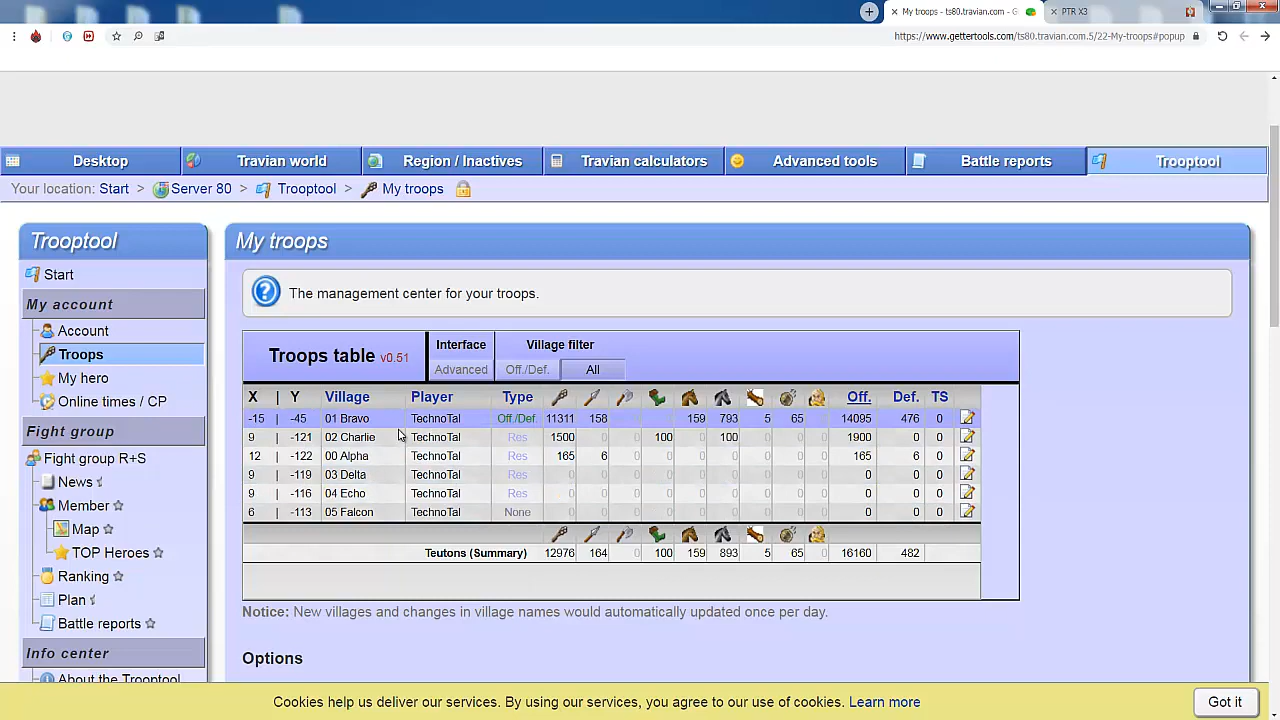 My troops - ts80.travian.com - G
PTR X3
https://www.gettertools.com/ts80.travian.com.5/22-My-troops#popup
Desktop
Travian world
Region / Inactives
Travian calculators
Advanced tools
Battle reports
Trooptool
Your location: Start > Server 80 > Trooptool > My troops
Trooptool
Start
My account
Account
Troops
My hero
Online times / CP
Fight group
Fight group R+S
News
Member
Map
TOP Heroes
Ranking
Plan
Battle reports
Info center
About the Trooptool
My troops
The management center for your troops.
Troops table v0.51
Interface
Advanced
Village filter
Off./Def.
All
X | Y Village Player Type Off. Def. TS
-15 | -45 01 Bravo TechnoTal Off/Def. 11311 158 0 0 159 793 5 65 0 14095 476 0
9 | -121 02 Charlie TechnoTal Res 1500 0 0 100 0 100 0 0 0 1900 0 0
12 | -122 00 Alpha TechnoTal Res 165 6 0 0 0 0 0 0 0 165 6 0
9 | -119 03 Delta TechnoTal Res 0 0 0 0 0 0 0 0 0 0 0 0
9 | -116 04 Echo TechnoTal Res 0 0 0 0 0 0 0 0 0 0 0 0
6 | -113 05 Falcon TechnoTal None 0 0 0 0 0 0 0 0 0 0 0 0
Teutons (Summary) 12976 164 0 100 159 893 5 65 0 16160 482
Notice: New villages and changes in village names would automatically updated once per day.
Options
Cookies help us deliver our services. By using our services, you agree to our use of cookies. Learn more
Got it